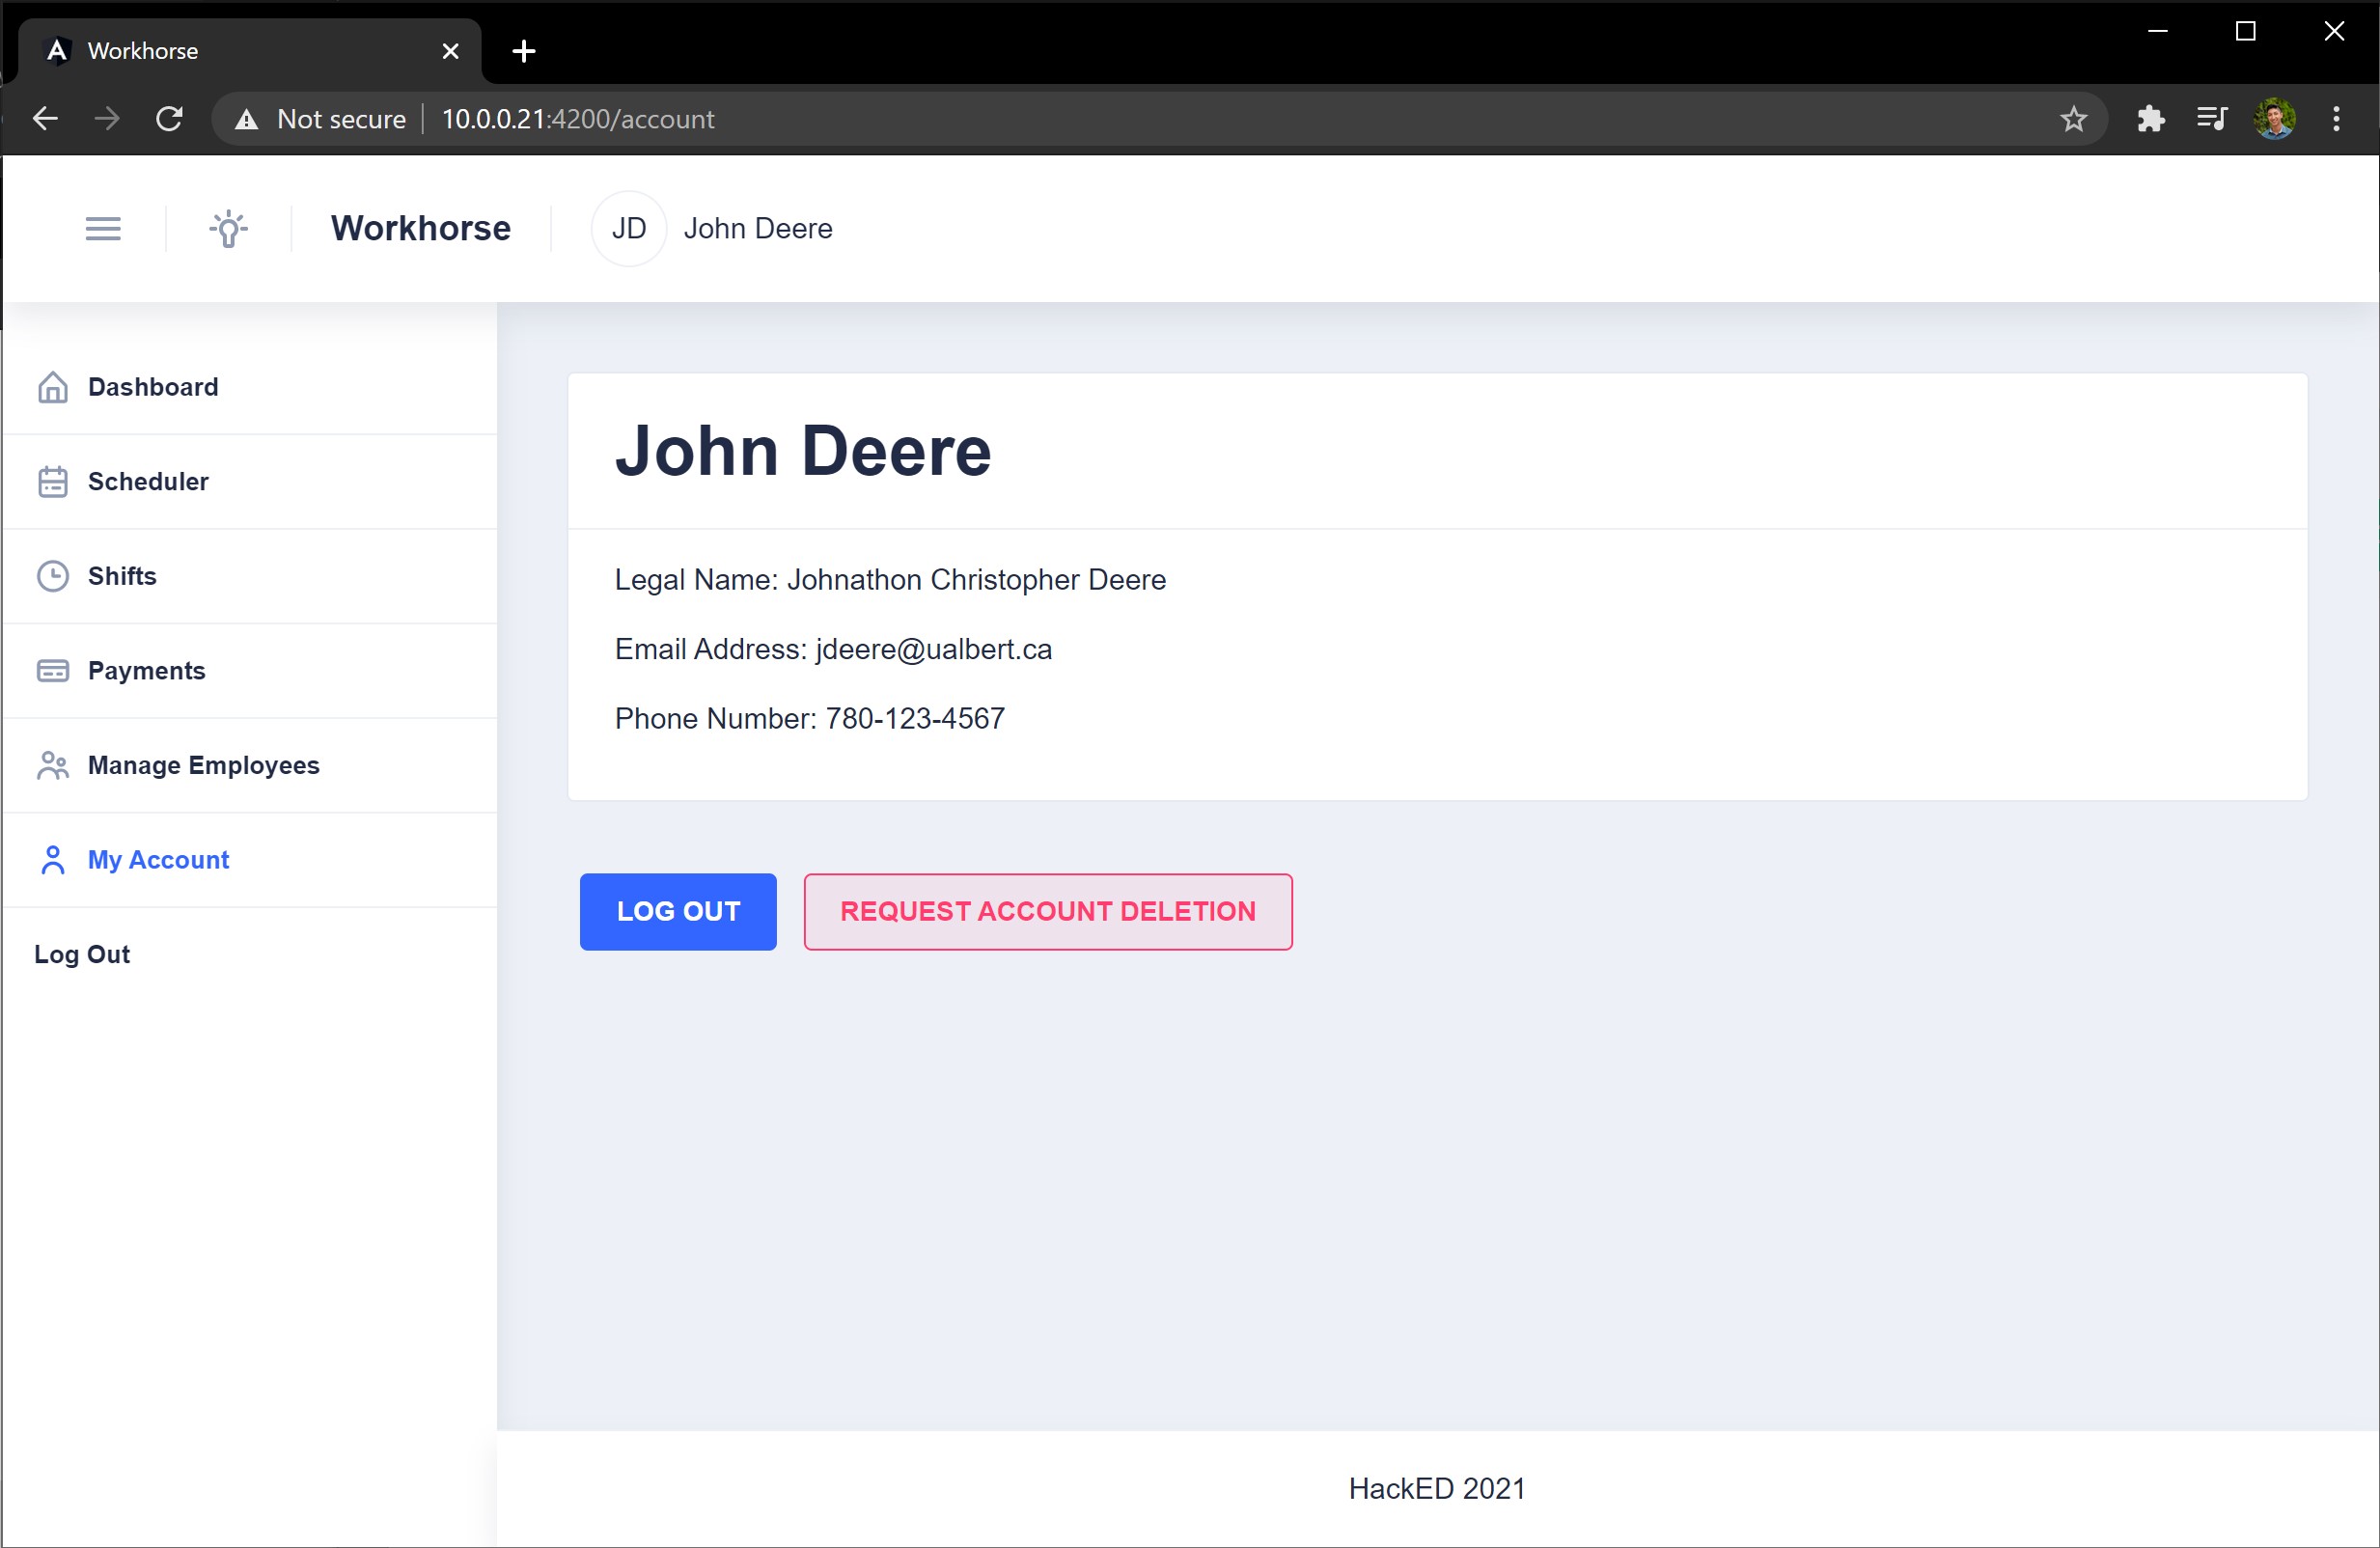 Workhorse
Not secure 10.0.0.21:4200/account
Workhorse JD John Deere
Dashboard
Scheduler
Shifts
Payments
Manage Employees
My Account
Log Out
John Deere
Legal Name: Johnathon Christopher Deere
Email Address: jdeere@ualbert.ca
Phone Number: 780-123-4567
LOG OUT REQUEST ACCOUNT DELETION
HackED 2021